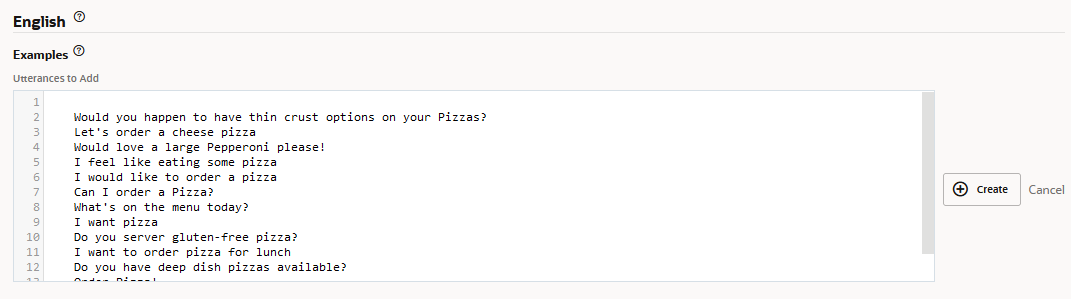 English ?
Examples ?
Utterances to Add
1
2 Would you happen to have thin crust options on your Pizzas?
3 Let's order a cheese pizza
4 Would love a large Pepperoni please!
5 I feel like eating some pizza
6 I would like to order a pizza
7 Can I order a Pizza?
8 What's on the menu today?
9 I want pizza
10 Do you server gluten-free pizza?
11 I want to order pizza for lunch
12 Do you have deep dish pizzas available?
13 Order Pizza!
Create Cancel